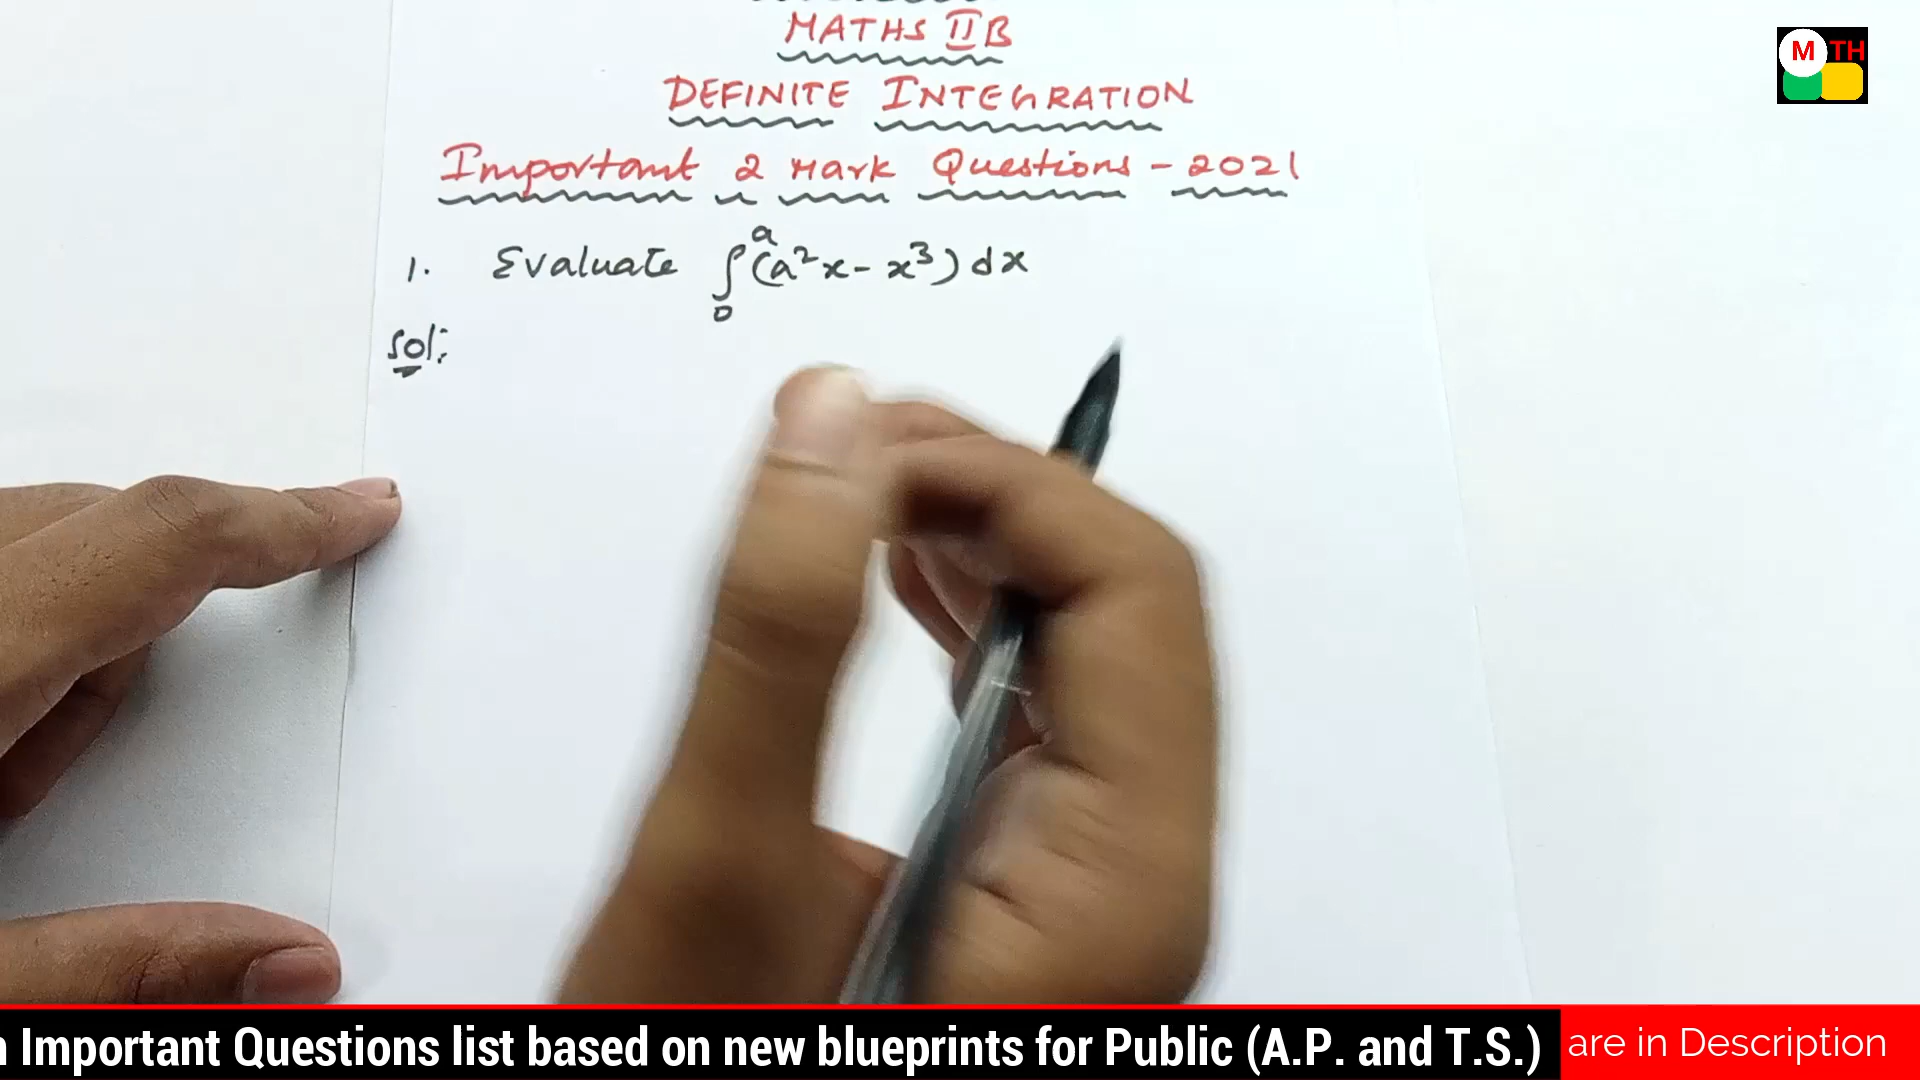 MATHS II B
DEFINITE INTEGRATION
Important 2 Mark Questions - 2021
1. Evaluate ∫₀ᵃ (a²x - x³) dx
Sol:
M TH
Important Questions list based on new blueprints for Public (A.P. and T.S.)
are in Description